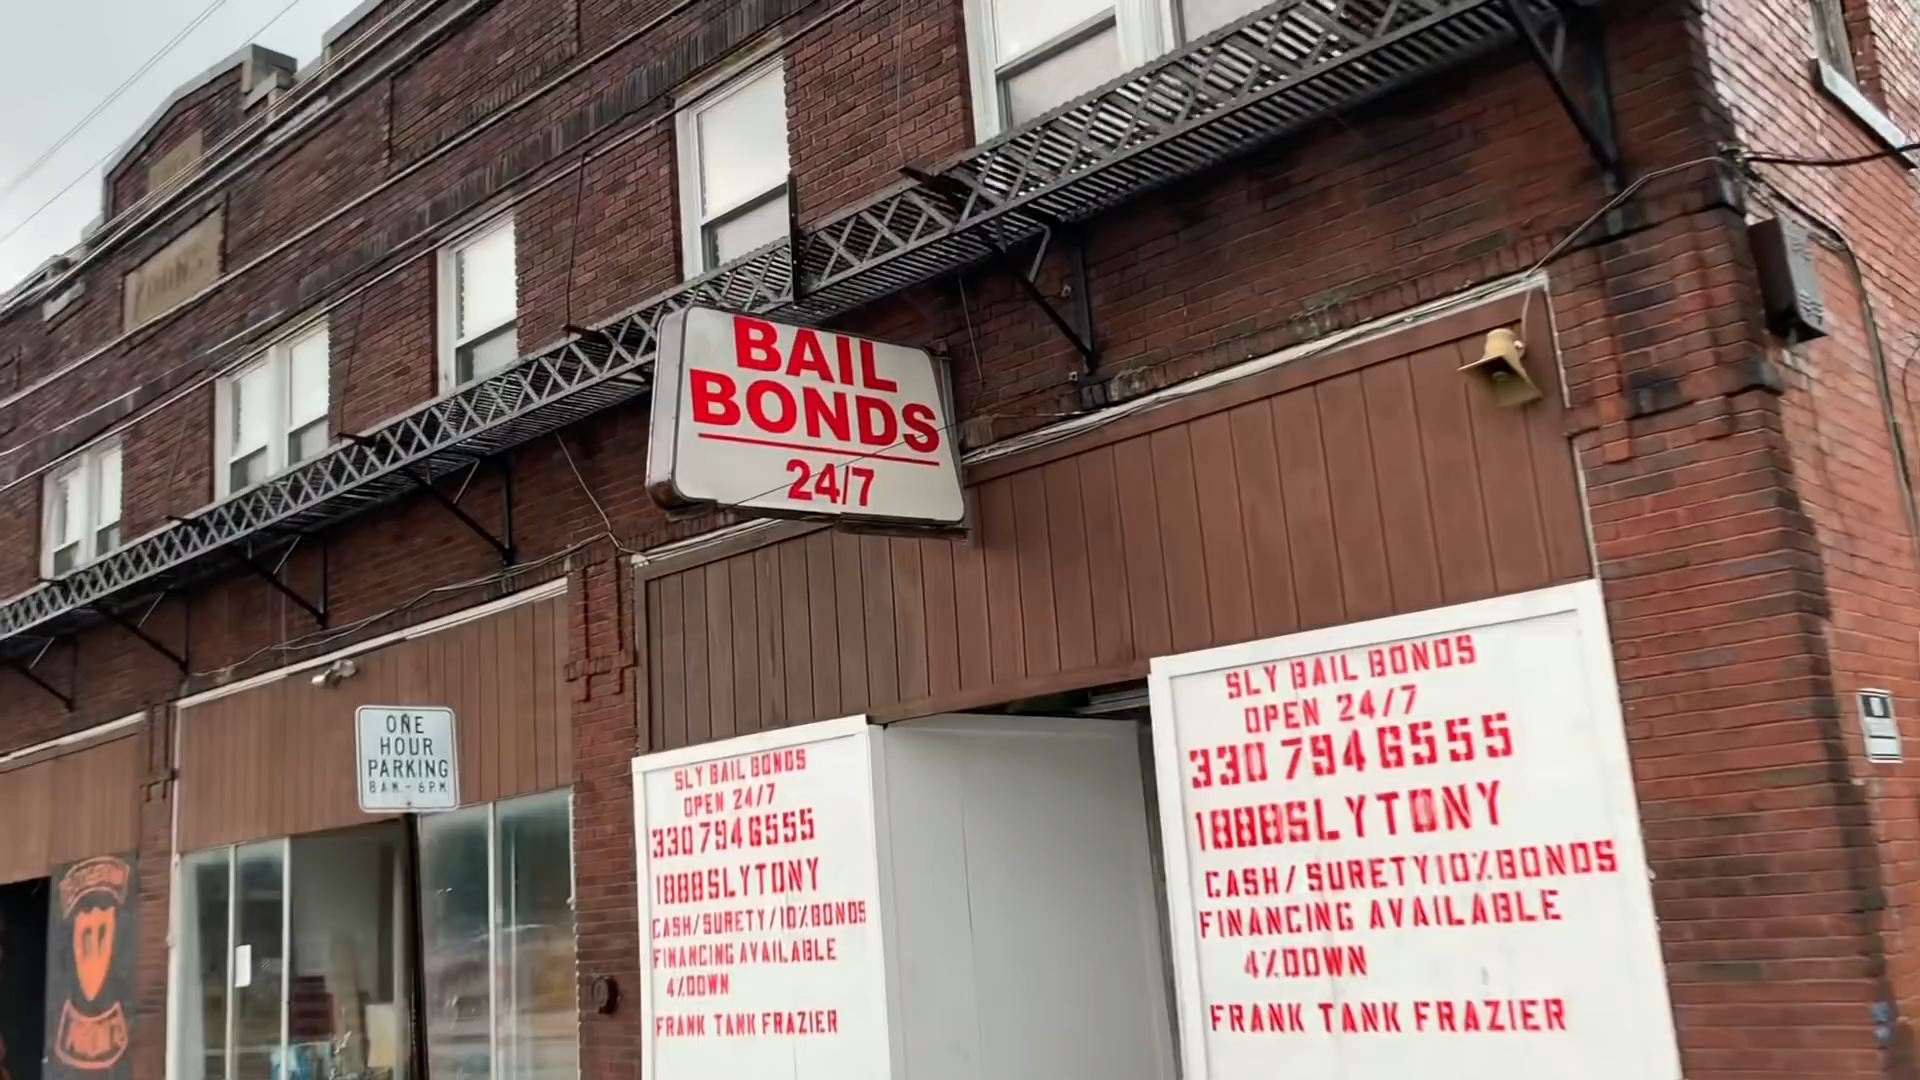 BAIL
BONDS
24/7
ONE
HOUR
PARKING
8 A.M. - 6 P.M.
SLY BAIL BONDS
OPEN 24/7
330 794 6555
1888SLYTONY
CASH/SURETY/10%BONDS
FINANCING AVAILABLE
4%DOWN
FRANK TANK FRAZIER
SLY BAIL BONDS
OPEN 24/7
330 794 6555
1888SLYTONY
CASH/ SURETY10%BONDS
FINANCING AVAILABLE
4%DOWN
FRANK TANK FRAZIER